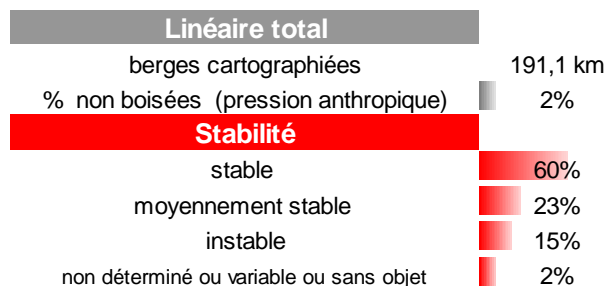 Linéaire total
berges cartographiées 191,1 km
% non boisées (pression anthropique) 2%
Stabilité
stable 60%
moyennement stable 23%
instable 15%
non déterminé ou variable ou sans objet 2%